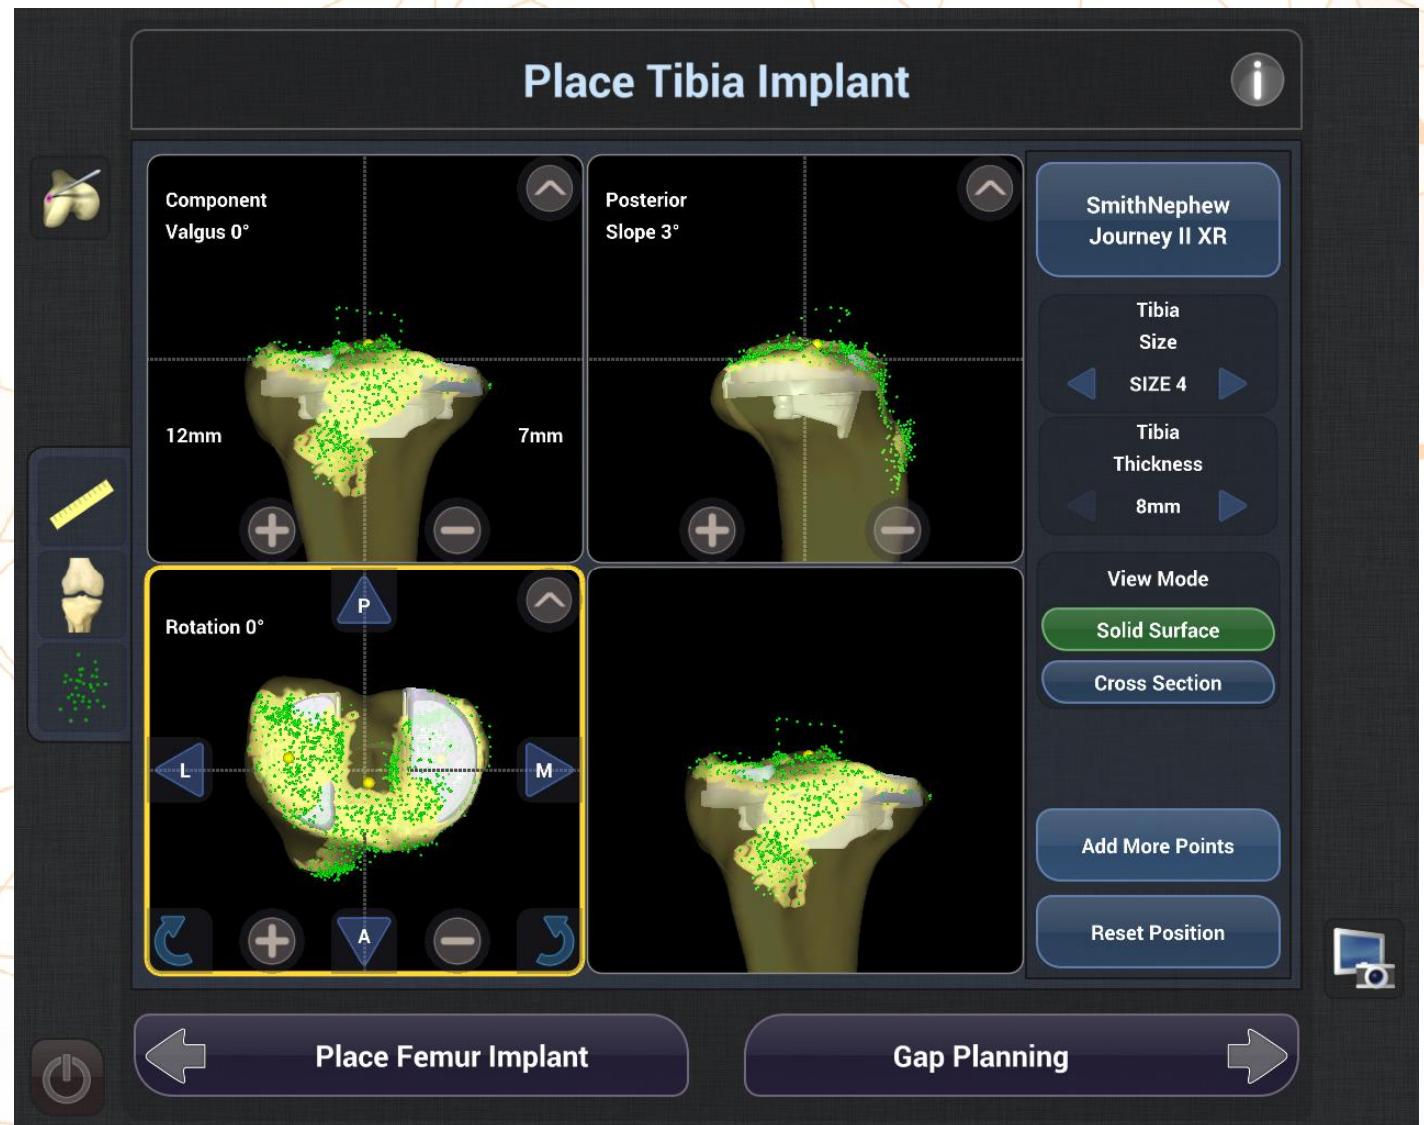 Place Tibia Implant
i
Component
Valgus 0°
12mm
7mm
Posterior
Slope 3°
SmithNephew
Journey II XR
Tibia
Size
SIZE 4
Tibia
Thickness
8mm
View Mode
Solid Surface
Cross Section
Rotation 0°
P
L
M
A
Add More Points
Reset Position
Place Femur Implant
Gap Planning